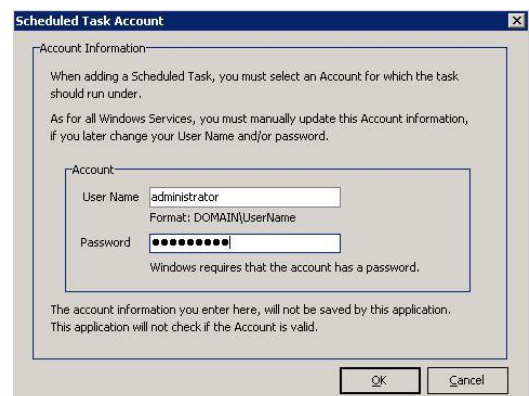 Scheduled Task Account
Account Information
When adding a Scheduled Task, you must select an Account for which the task
should run under.
As for all Windows Services, you must manually update this Account information,
if you later change your User Name and/or password.
Account
User Name administrator
Format: DOMAIN\UserName
Password ●●●●●●●●●
Windows requires that the account has a password.
The account information you enter here, will not be saved by this application.
This application will not check if the Account is valid.
OK Cancel